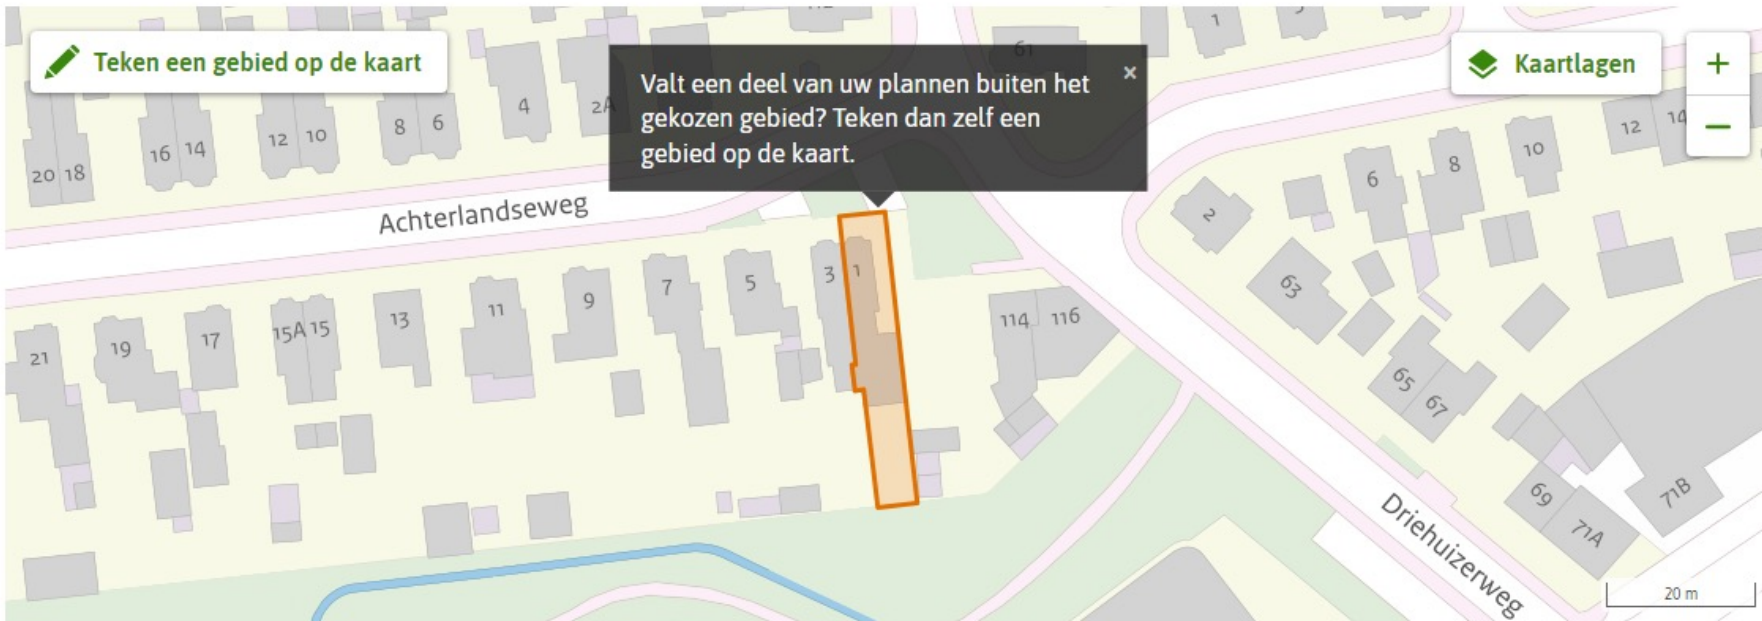 Teken een gebied op de kaart
Valt een deel van uw plannen buiten het
gekozen gebied? Teken dan zelf een
gebied op de kaart.
×
Kaartlagen
+
−
61
1
4
2A
20 18
16 14
12 10
8 6
12 14
10
8
6
2
Achterlandseweg
63
3 1
5
7
9
11
13
15A 15
17
19
21
114 116
65
67
69
71A
71B
Driehuizerweg
20 m